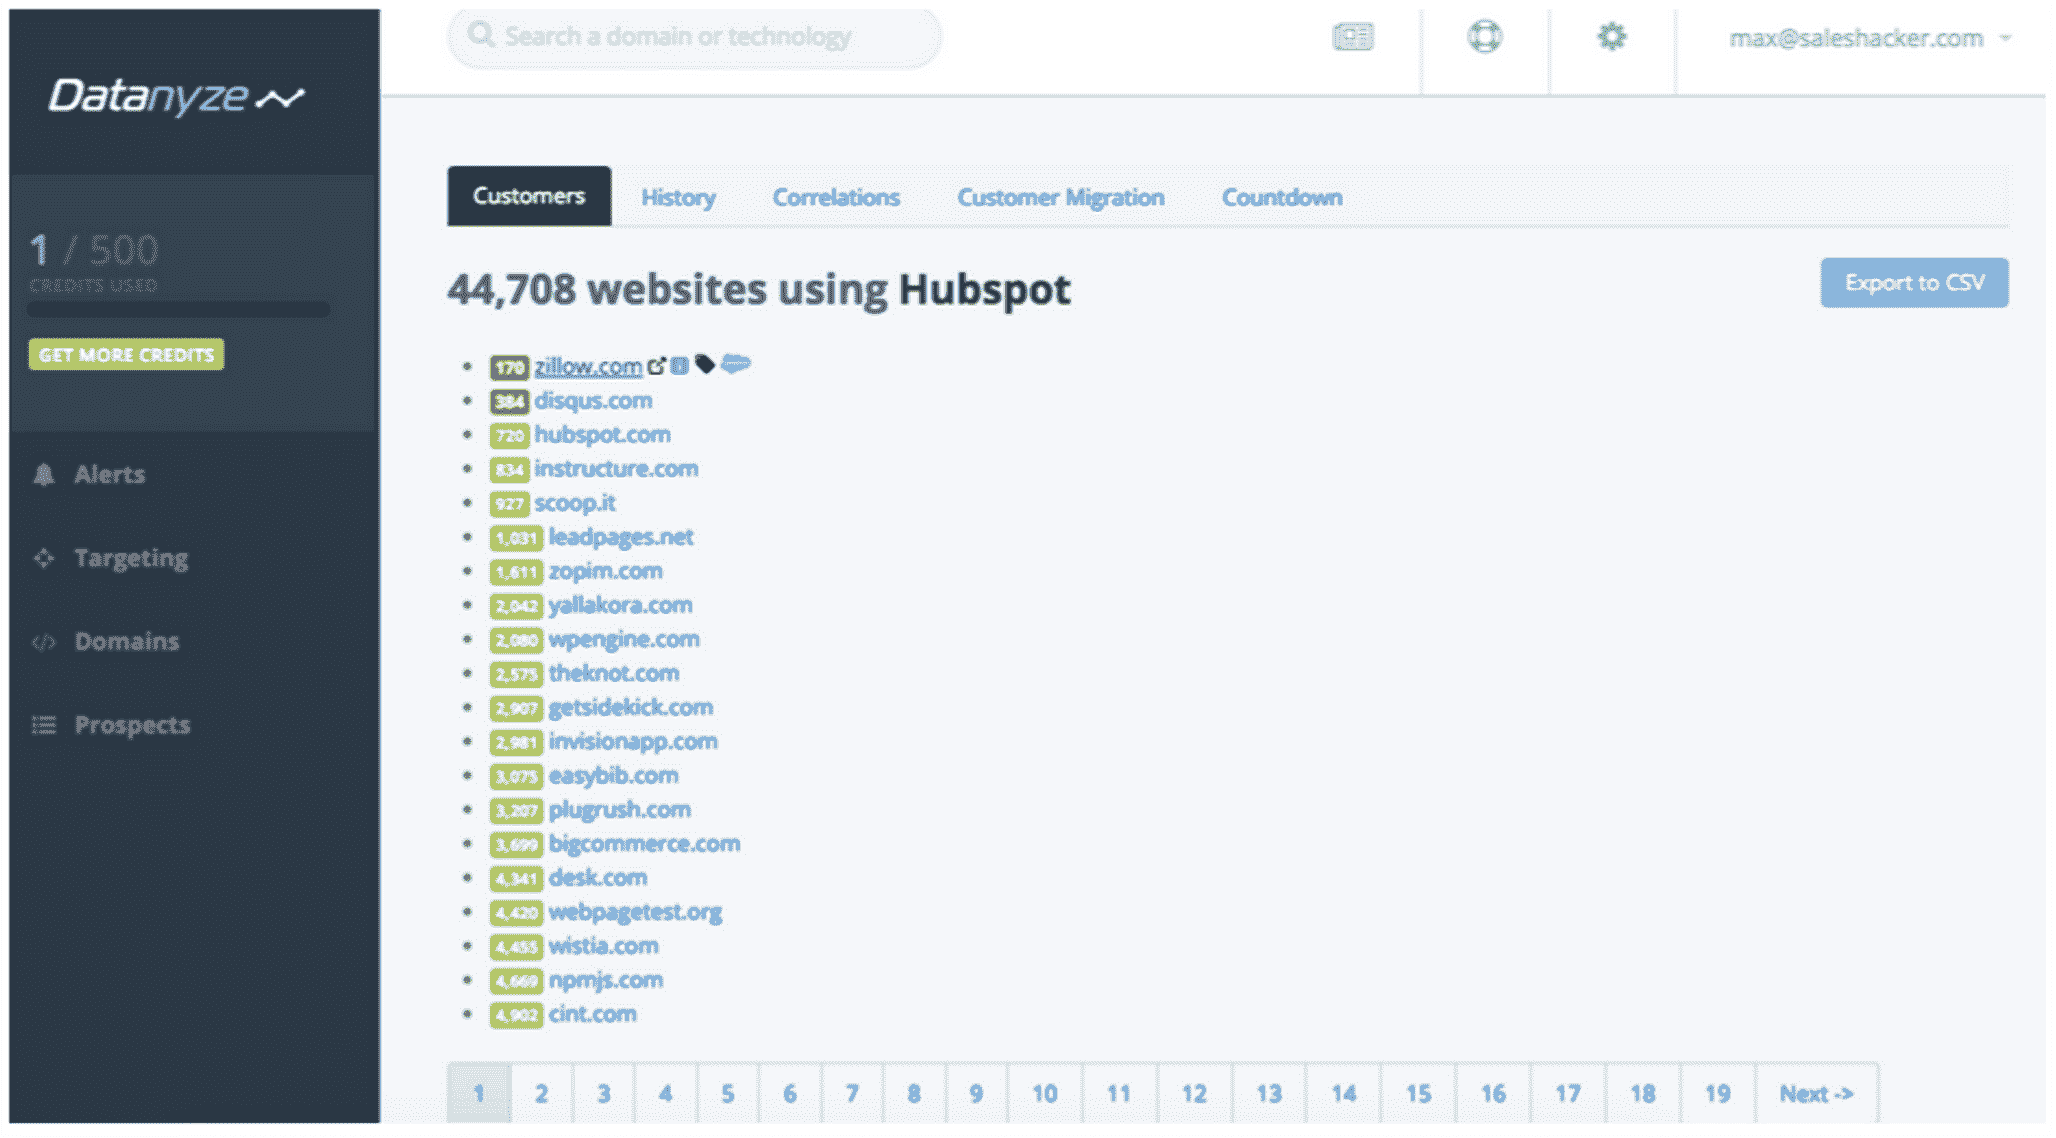 Datanyze
Search a domain or technology
max@saleshacker.com
1 / 500
CREDITS USED
GET MORE CREDITS
Alerts
Targeting
Domains
Prospects
Customers History Correlations Customer Migration Countdown
44,708 websites using Hubspot
Export to CSV
170 zillow.com
384 disqus.com
720 hubspot.com
834 instructure.com
927 scoop.it
1,031 leadpages.net
1,611 zopim.com
2,042 yallakora.com
2,080 wpengine.com
2,575 theknot.com
2,907 getsidekick.com
2,981 invisionapp.com
3,075 easybib.com
3,207 plugrush.com
3,699 bigcommerce.com
4,341 desk.com
4,420 webpagetest.org
4,455 wistia.com
4,669 npmjs.com
4,902 cint.com
1 2 3 4 5 6 7 8 9 10 11 12 13 14 15 16 17 18 19 Next ->